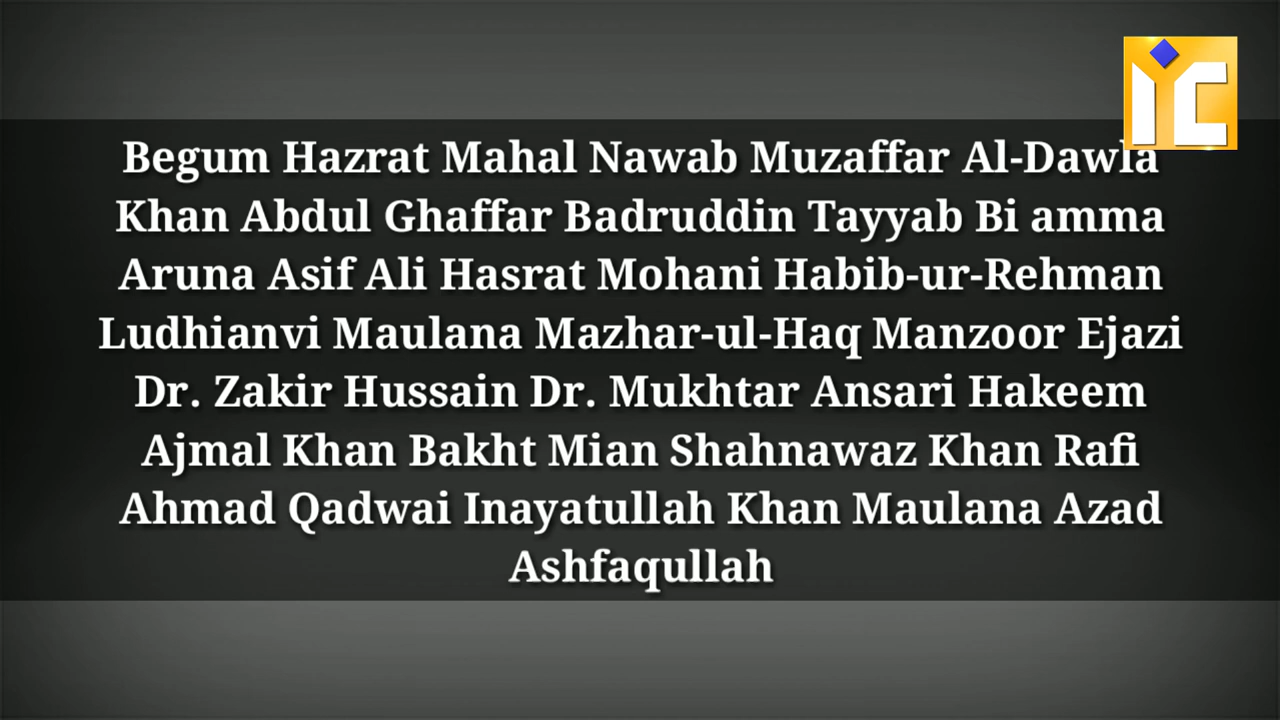 YC
Begum Hazrat Mahal Nawab Muzaffar Al-Dawla
Khan Abdul Ghaffar Badruddin Tayyab Bi amma
Aruna Asif Ali Hasrat Mohani Habib-ur-Rehman
Ludhianvi Maulana Mazhar-ul-Haq Manzoor Ejazi
Dr. Zakir Hussain Dr. Mukhtar Ansari Hakeem
Ajmal Khan Bakht Mian Shahnawaz Khan Rafi
Ahmad Qadwai Inayatullah Khan Maulana Azad
Ashfaqullah